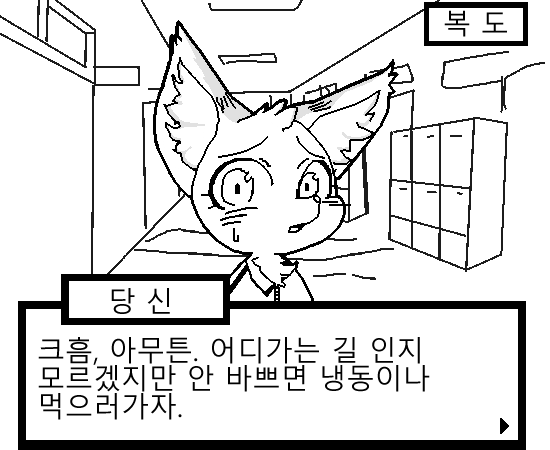 복 도
당 신
크흠, 아무튼. 어디가는 길 인지
모르겠지만 안 바쁘면 냉동이나
먹으러가자.